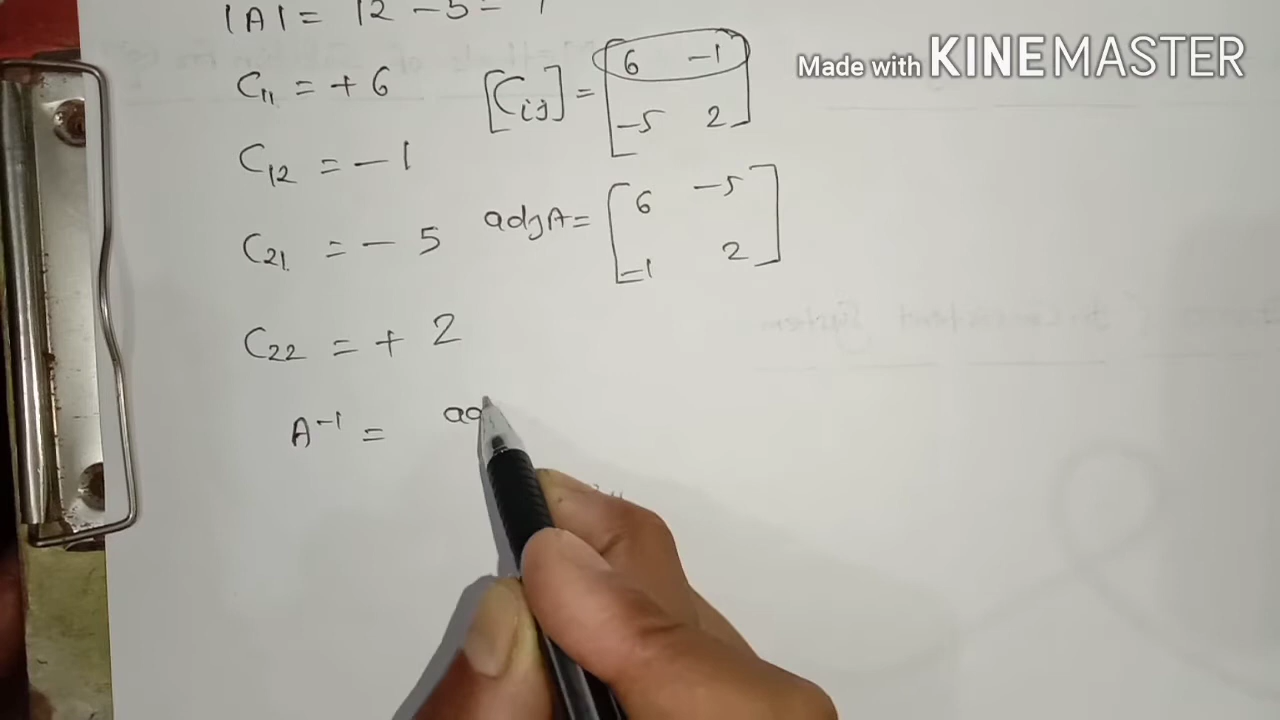 |A| = 12 - 5 = 7
Made with KINEMASTER
C11 = + 6
[Cij] = [6 -1
-5 2]
C12 = - 1
adjA = [6 -5
-1 2]
C21 = - 5
C22 = + 2
A⁻¹ = ad